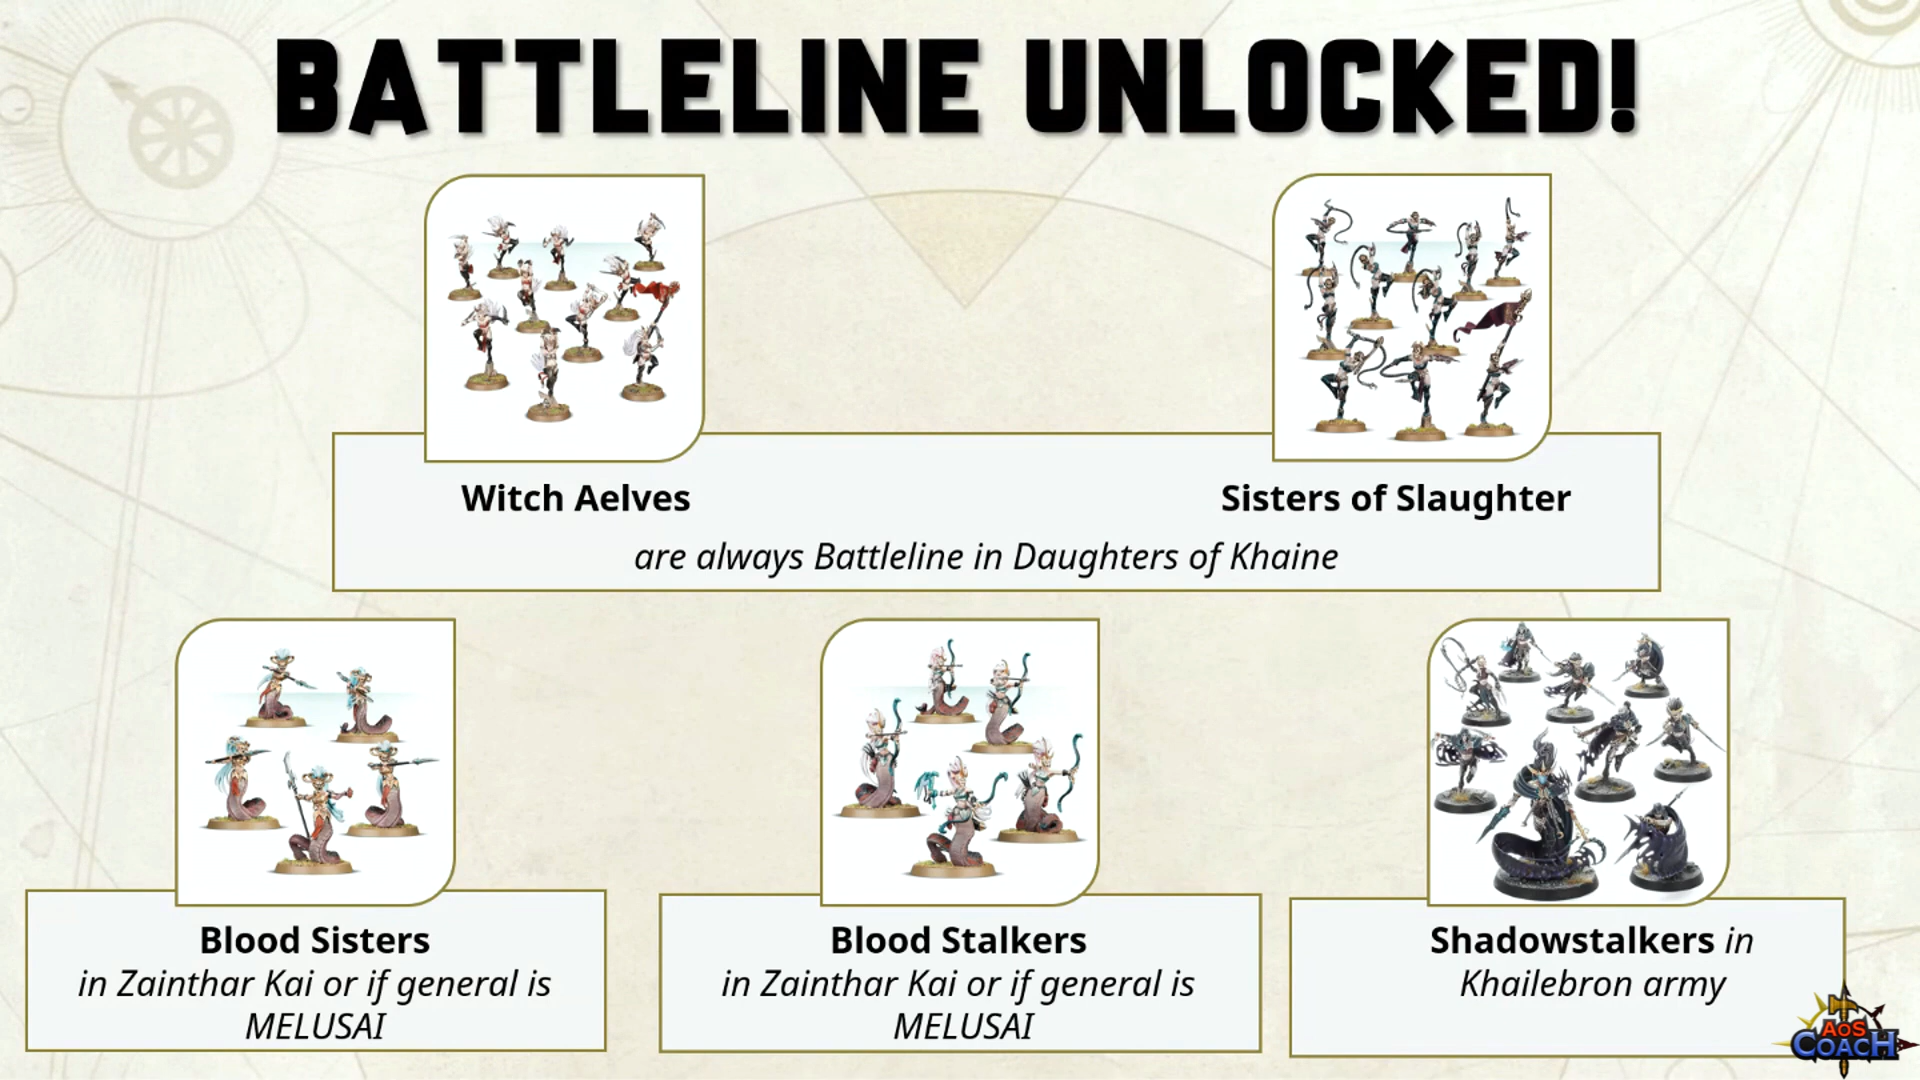 BATTLELINE UNLOCKED!
Witch Aelves
Sisters of Slaughter
are always Battleline in Daughters of Khaine
Blood Sisters
in Zainthar Kai or if general is
MELUSAI
Blood Stalkers
in Zainthar Kai or if general is
MELUSAI
Shadowstalkers in
Khailebron army
AoS
COACH